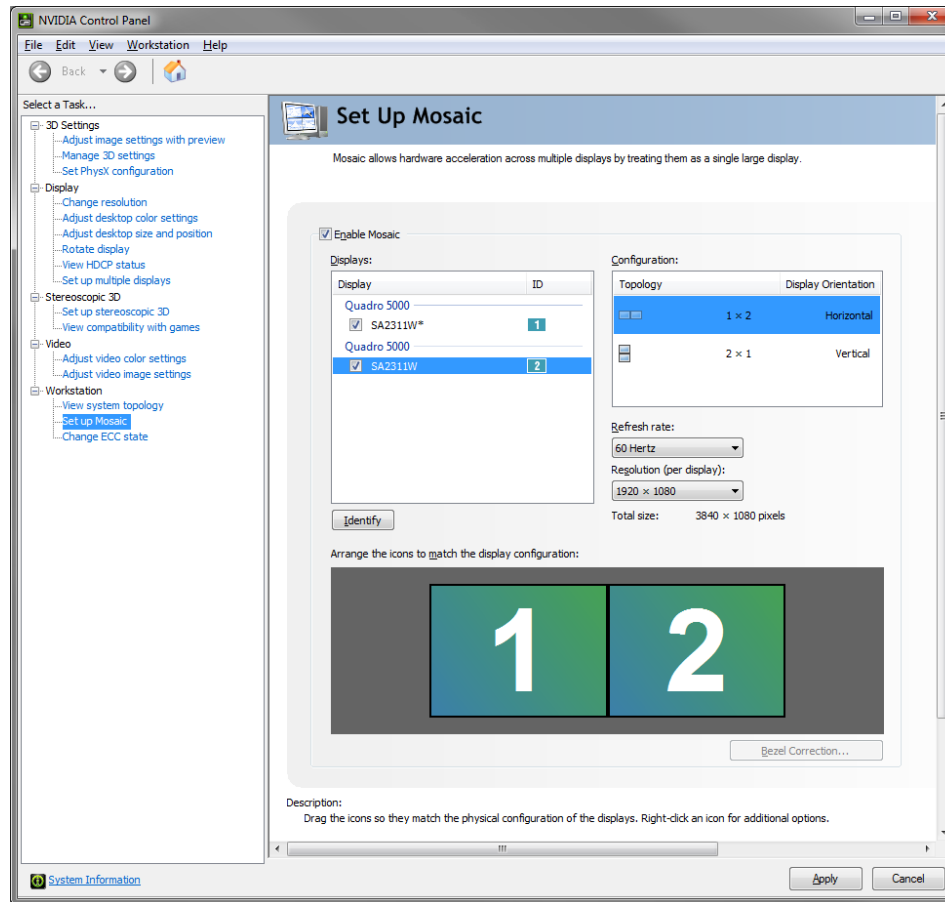 NVIDIA Control Panel
File Edit View Workstation Help
Back
Select a Task...
3D Settings
Adjust image settings with preview
Manage 3D settings
Set PhysX configuration
Display
Change resolution
Adjust desktop color settings
Adjust desktop size and position
Rotate display
View HDCP status
Set up multiple displays
Stereoscopic 3D
Set up stereoscopic 3D
View compatibility with games
Video
Adjust video color settings
Adjust video image settings
Workstation
View system topology
Set up Mosaic
Change ECC state
System Information
Set Up Mosaic
Mosaic allows hardware acceleration across multiple displays by treating them as a single large display.
Enable Mosaic
Displays:
Display ID
Quadro 5000
SA2311W* 1
Quadro 5000
SA2311W 2
Identify
Configuration:
Topology Display Orientation
1 × 2 Horizontal
2 × 1 Vertical
Refresh rate:
60 Hertz
Resolution (per display):
1920 × 1080
Total size: 3840 × 1080 pixels
Arrange the icons to match the display configuration:
1 2
Bezel Correction...
Description:
Drag the icons so they match the physical configuration of the displays. Right-click an icon for additional options.
Apply Cancel